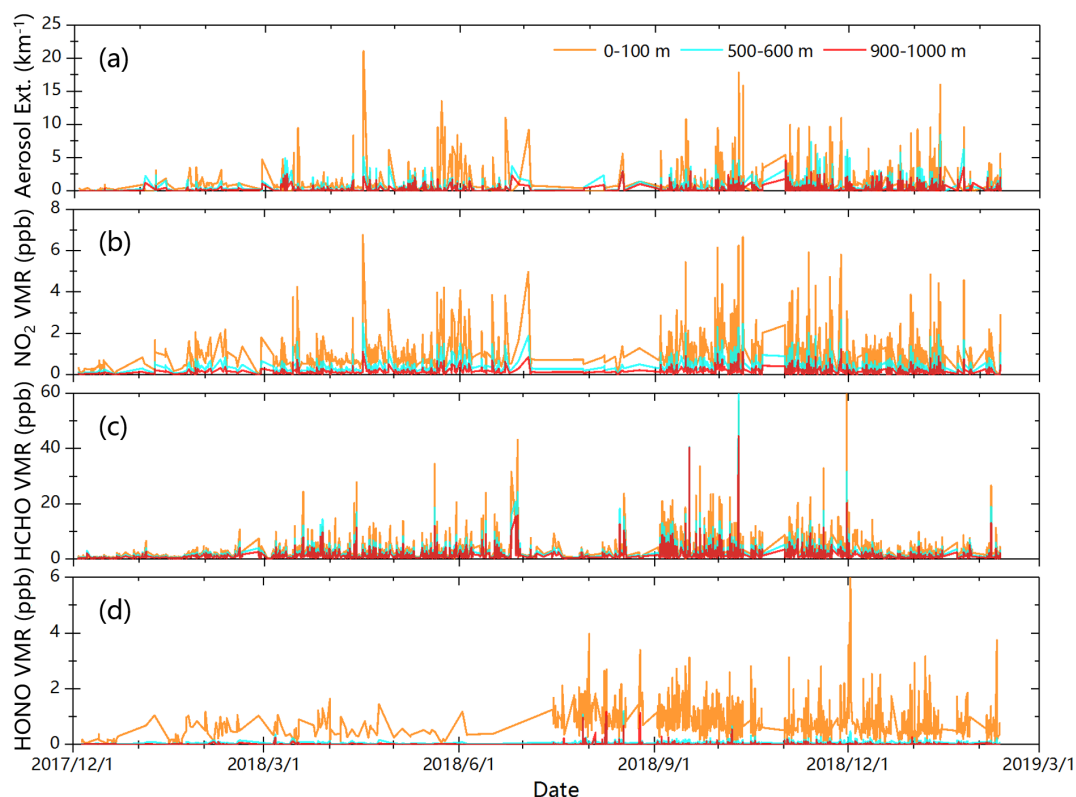 (a)
0-100 m 500-600 m 900-1000 m
Aerosol Ext. (km⁻¹)
25
20
15
10
5
0
(b)
NO₂ VMR (ppb)
8
6
4
2
0
(c)
HCHO VMR (ppb)
60
40
20
0
(d)
HONO VMR (ppb)
6
4
2
0
2017/12/1 2018/3/1 2018/6/1 2018/9/1 2018/12/1 2019/3/1
Date